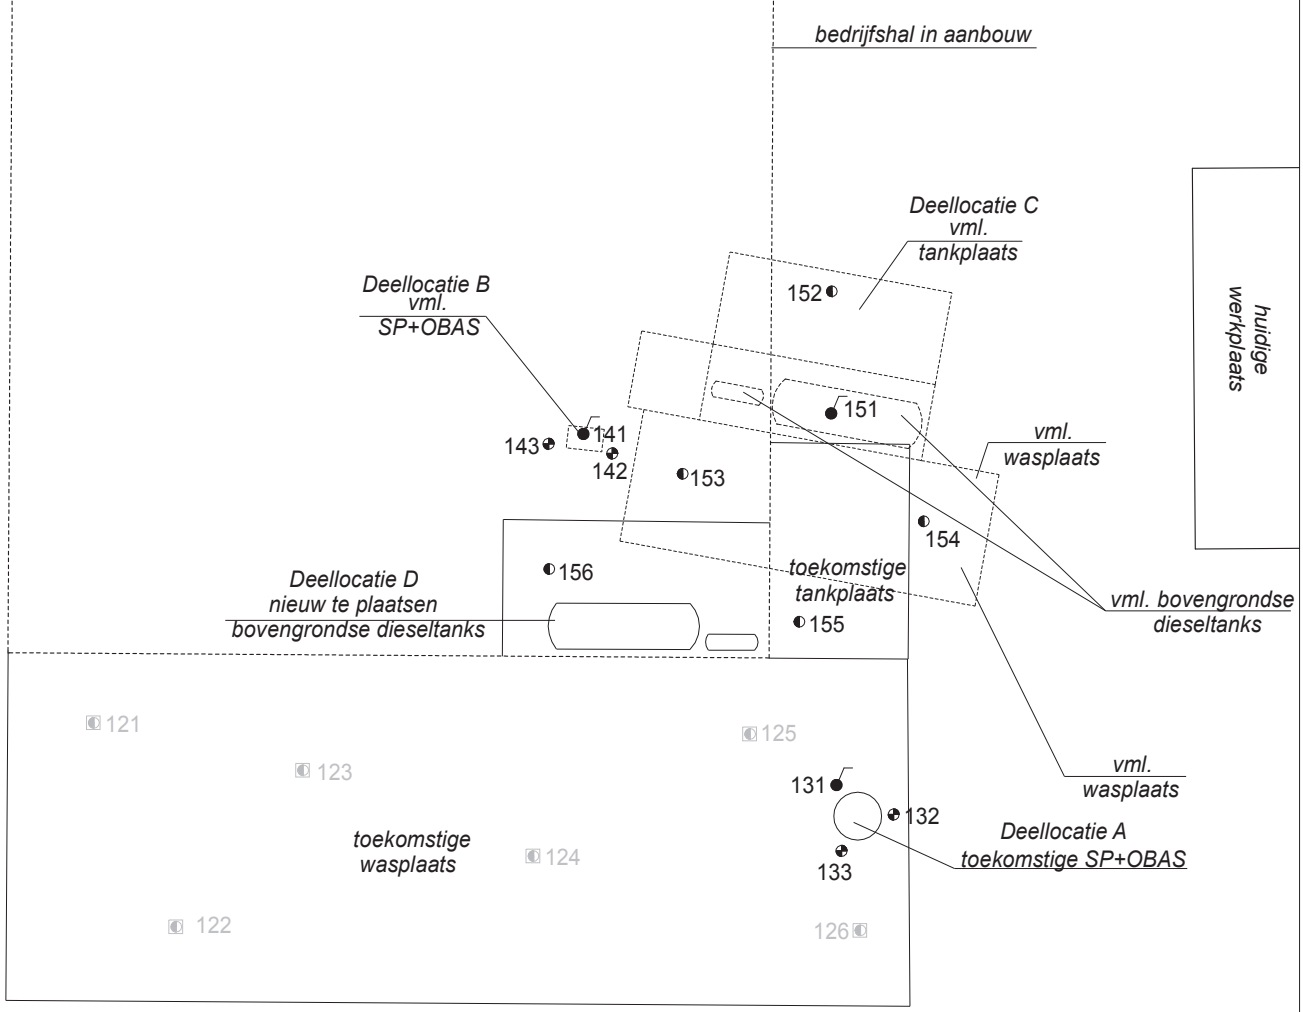 bedrijfshal in aanbouw
Deellocatie C
vml.
tankplaats
huidige
werkplaats
Deellocatie B
vml.
SP+OBAS
152
151
141
143
142
153
vml.
wasplaats
154
156
toekomstige
tankplaats
155
Deellocatie D
nieuw te plaatsen
bovengrondse dieseltanks
vml. bovengrondse
dieseltanks
121
123
125
131
132
133
vml.
wasplaats
Deellocatie A
toekomstige SP+OBAS
toekomstige
wasplaats
124
122
126